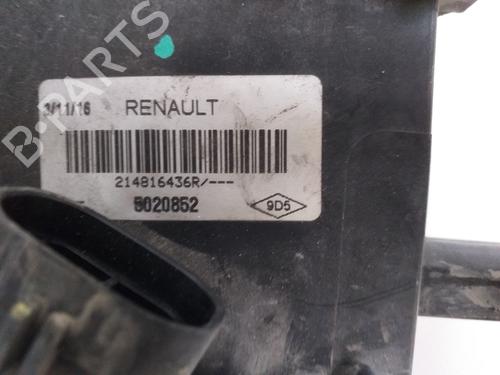 3/11/16 RENAULT
214816436R/---
5020852
9D5
B-PARTS